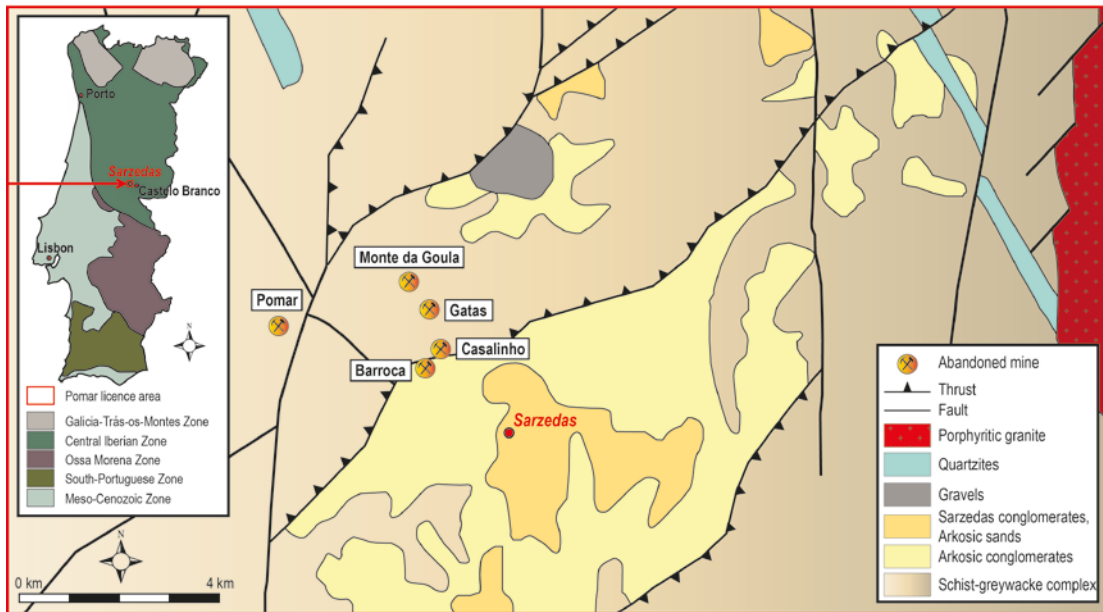 Porto
Sarzedas
Castelo Branco
Lisbon
N
Pomar licence area
Galicia-Trás-os-Montes Zone
Central Iberian Zone
Ossa Morena Zone
South-Portuguese Zone
Meso-Cenozoic Zone
Monte da Goula
Pomar
Gatas
Casalinho
Barroca
Sarzedas
N
0 km
4 km
Abandoned mine
Thrust
Fault
Porphyritic granite
Quartzites
Gravels
Sarzedas conglomerates,
Arkosic sands
Arkosic conglomerates
Schist-greywacke complex